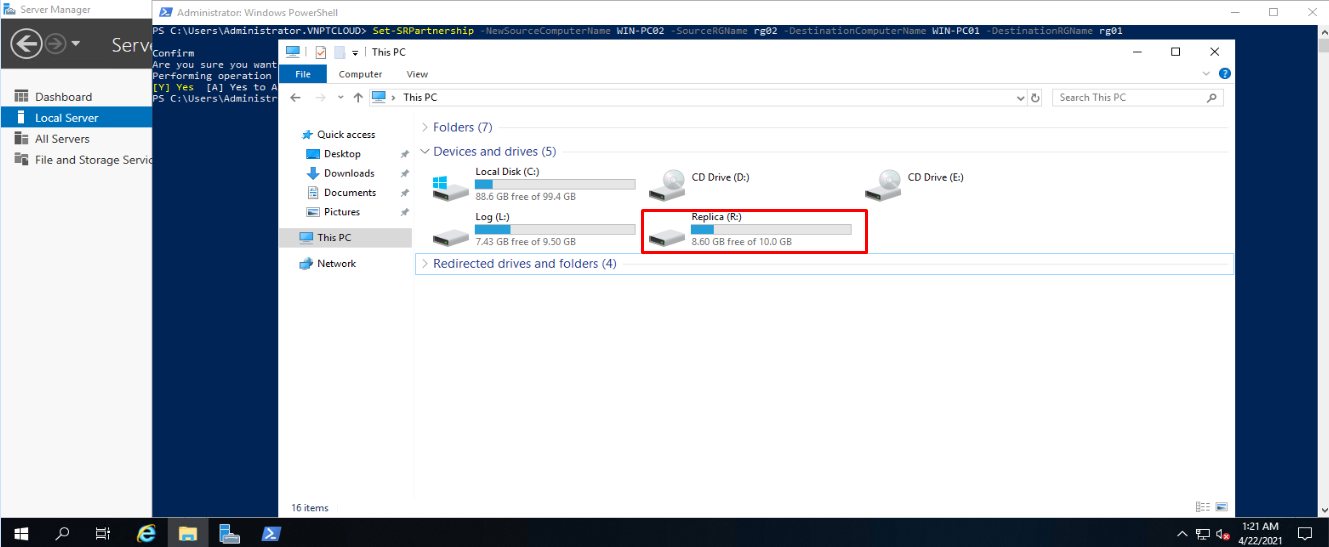 Server Manager
Administrator: Windows PowerShell
PS C:\Users\Administrator.VNPTCLOUD> Set-SRPartnership -NewSourceComputerName WIN-PC02 -SourceRGName rg02 -DestinationComputerName WIN-PC01 -DestinationRGName rg01
Confirm
Are you sure you want
Performing operation
[Y] Yes [A] Yes to A
PS C:\Users\Administr
Serve
Dashboard
Local Server
All Servers
File and Storage Servic
This PC
File
Computer
View
This PC
Search This PC
Quick access
Desktop
Downloads
Documents
Pictures
This PC
Network
Folders (7)
Devices and drives (5)
Local Disk (C:)
88.6 GB free of 99.4 GB
CD Drive (D:)
CD Drive (E:)
Log (L:)
7.43 GB free of 9.50 GB
Replica (R:)
8.60 GB free of 10.0 GB
Redirected drives and folders (4)
16 items
1:21 AM
4/22/2021